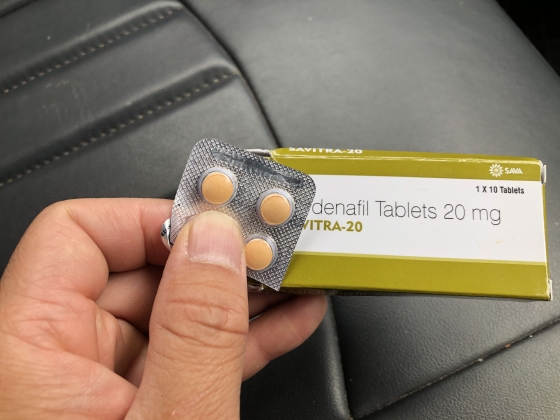 SAVITRA-20
SAVA
1 X 10 Tablets
denafil Tablets 20 mg
VITRA-20